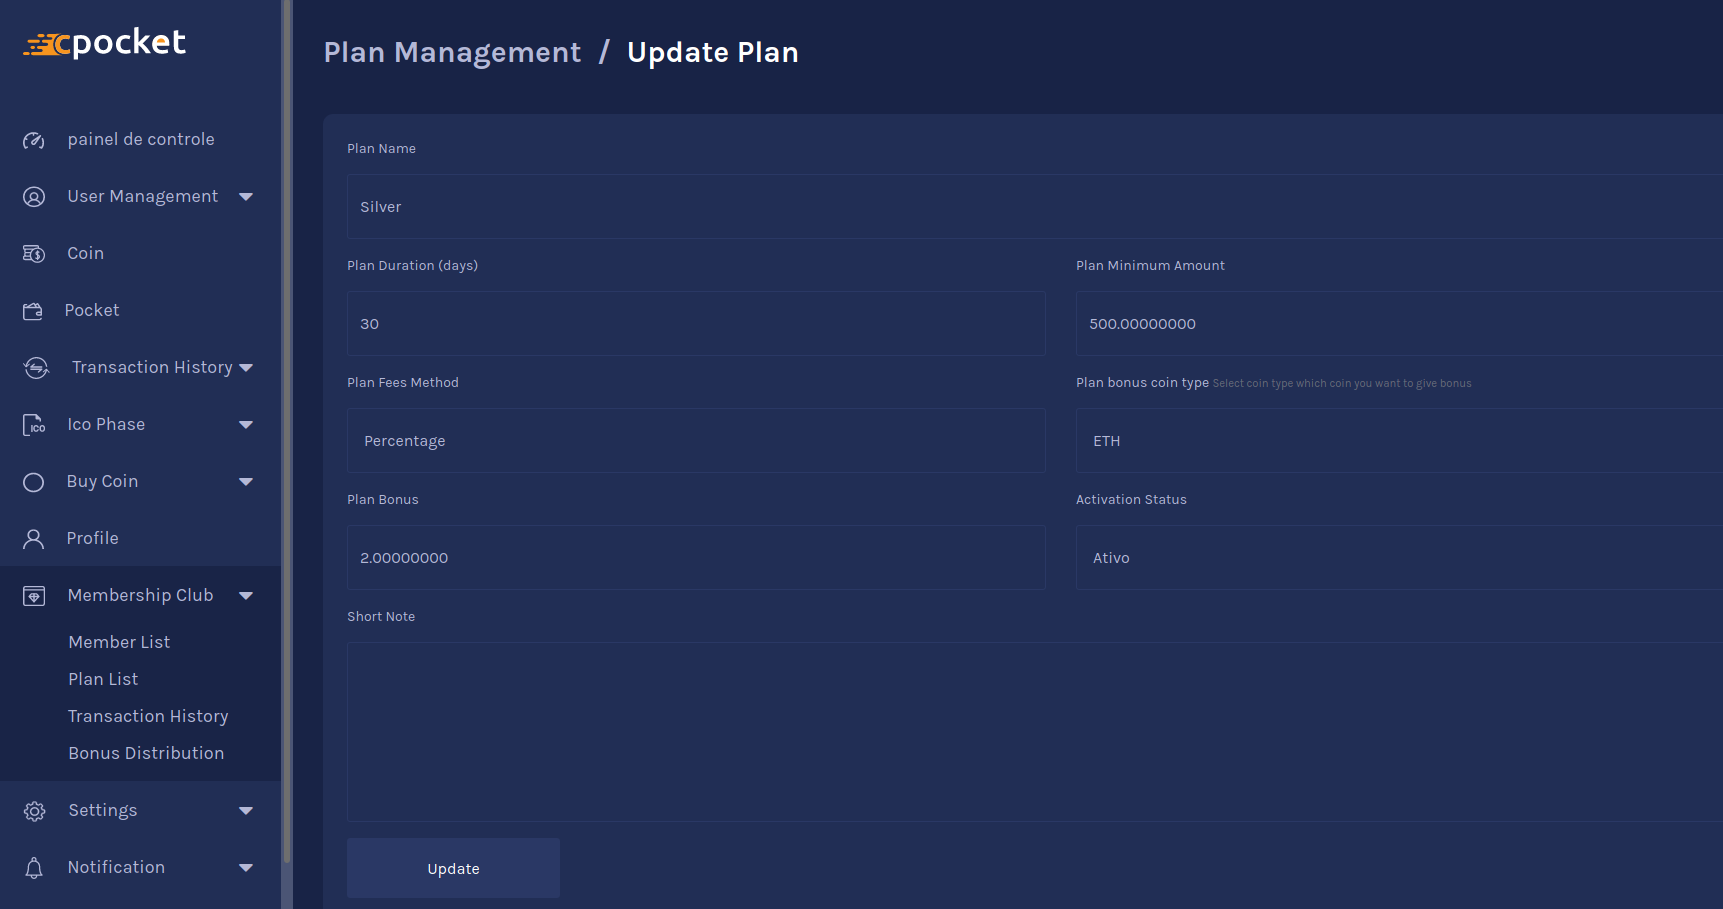 cpocket
painel de controle
User Management
Coin
Pocket
Transaction History
ICO
Ico Phase
Buy Coin
Profile
Membership Club
Member List
Plan List
Transaction History
Bonus Distribution
Settings
Notification
Plan Management / Update Plan
Plan Name
Silver
Plan Duration (days)
Plan Minimum Amount
30
500.00000000
Plan Fees Method
Plan bonus coin type Select coin type which coin you want to give bonus
Percentage
ETH
Plan Bonus
Activation Status
2.00000000
Ativo
Short Note
Update